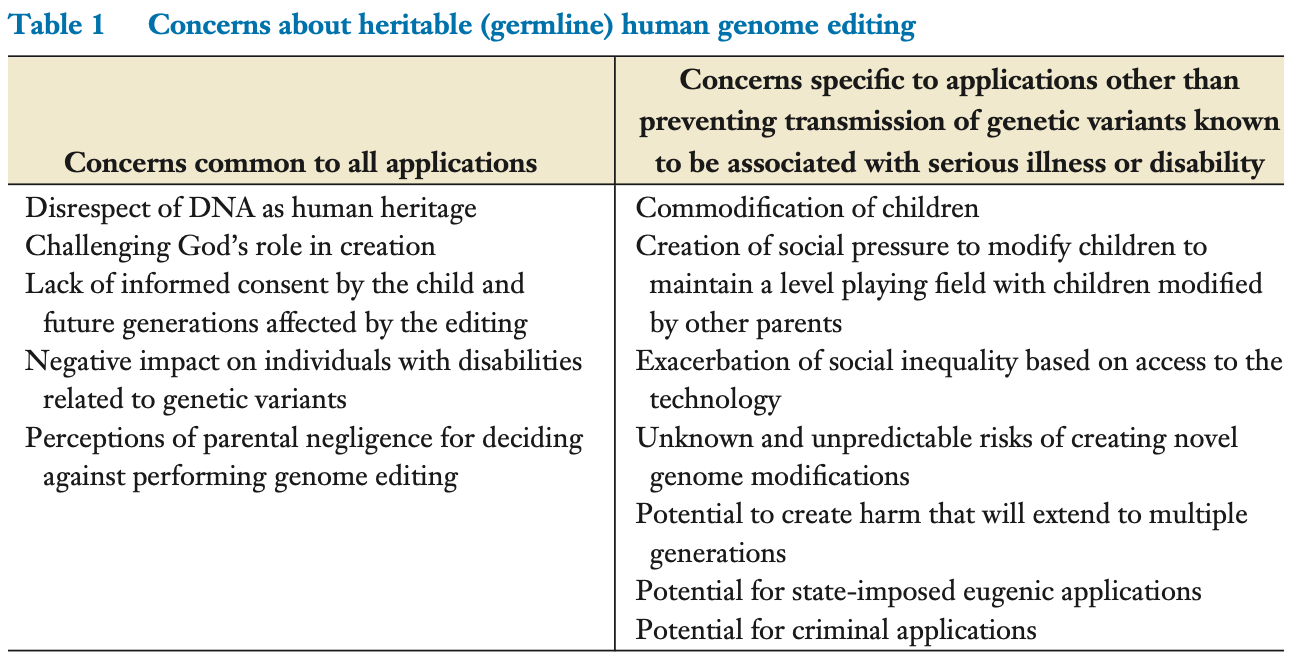 Table 1 Concerns about heritable (germline) human genome editing
Concerns common to all applications
Concerns specific to applications other than
preventing transmission of genetic variants known
to be associated with serious illness or disability
Disrespect of DNA as human heritage
Challenging God’s role in creation
Lack of informed consent by the child and
future generations affected by the editing
Negative impact on individuals with disabilities
related to genetic variants
Perceptions of parental negligence for deciding
against performing genome editing
Commodification of children
Creation of social pressure to modify children to
maintain a level playing field with children modified
by other parents
Exacerbation of social inequality based on access to the
technology
Unknown and unpredictable risks of creating novel
genome modifications
Potential to create harm that will extend to multiple
generations
Potential for state-imposed eugenic applications
Potential for criminal applications